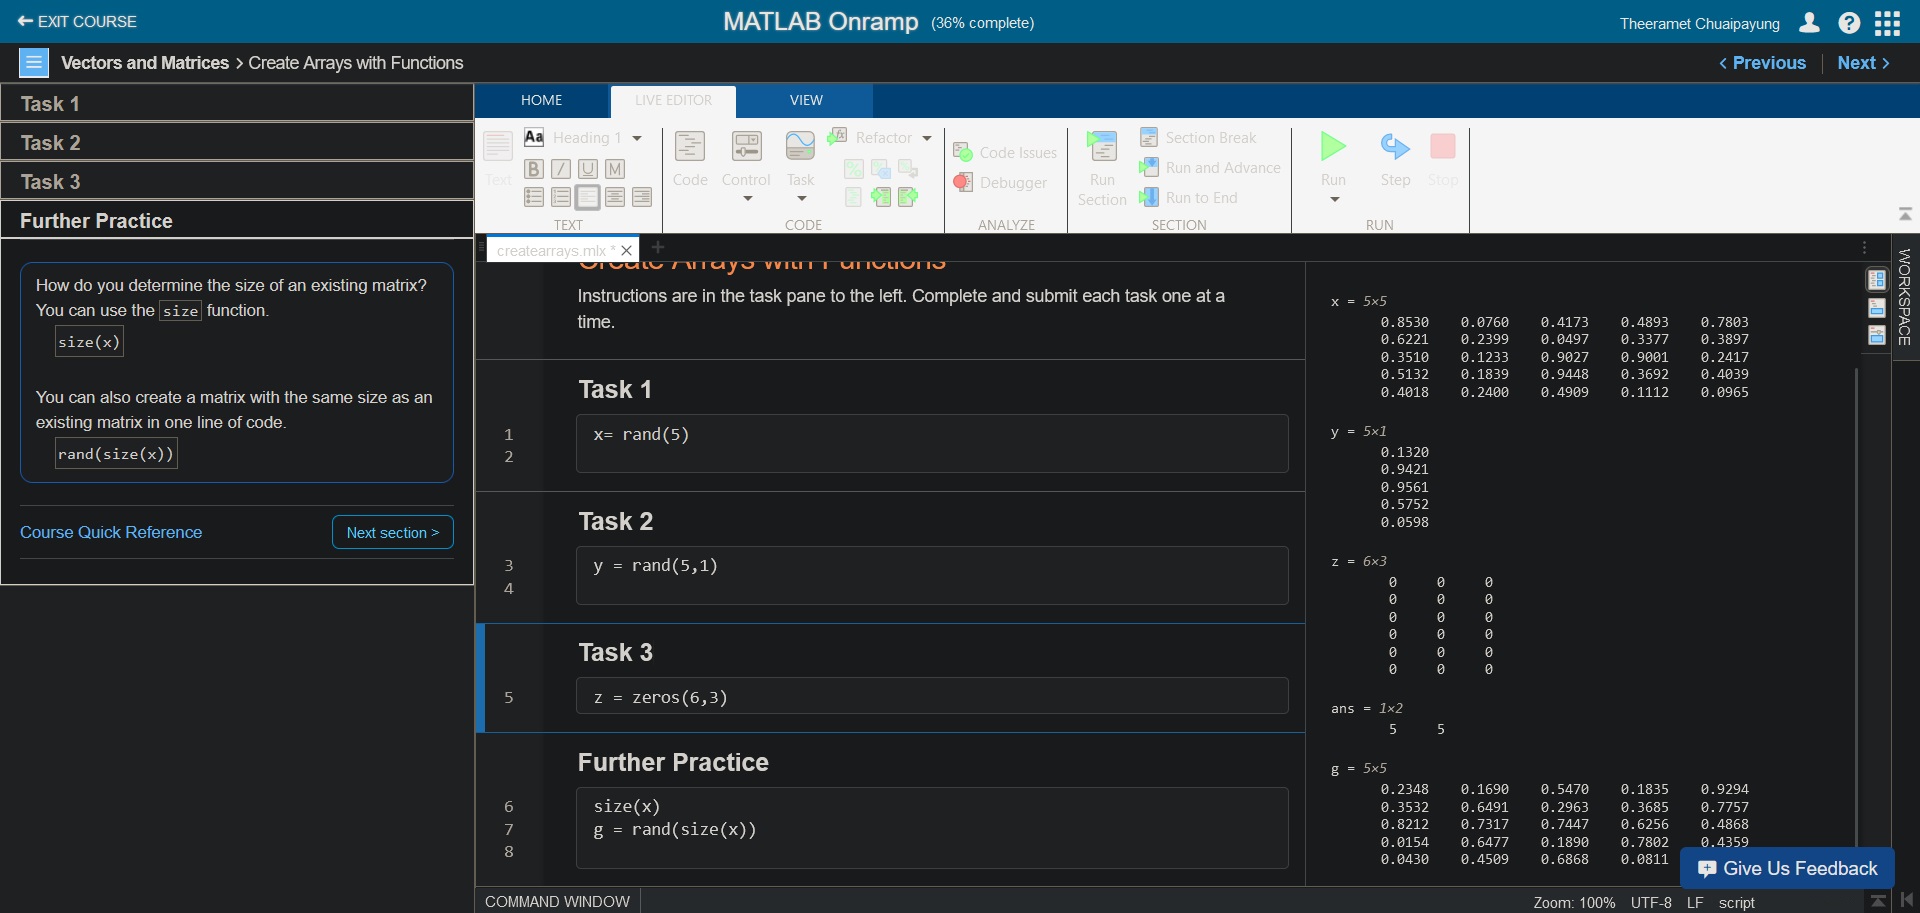 EXIT COURSE
MATLAB Onramp (36% complete)
Theeramet Chuaipayung
Vectors and Matrices > Create Arrays with Functions
Previous
Next
Task 1
Task 2
Task 3
Further Practice
How do you determine the size of an existing matrix?
You can use the size function.
size(x)
You can also create a matrix with the same size as an
existing matrix in one line of code.
rand(size(x))
Course Quick Reference
Next section >
HOME
LIVE EDITOR
VIEW
Text
Aa Heading 1
B I U M
TEXT
Code
Control
Task
Refactor
CODE
Code Issues
Debugger
ANALYZE
Run
Section
Section Break
Run and Advance
Run to End
SECTION
Run
Step
Stop
RUN
createarrays.mlx *
WORKSPACE
Create Arrays with Functions
Instructions are in the task pane to the left. Complete and submit each task one at a
time.
Task 1
1 x= rand(5)
2
Task 2
3 y = rand(5,1)
4
Task 3
5 z = zeros(6,3)
Further Practice
6 size(x)
7 g = rand(size(x))
8
x = 5×5
0.8530 0.0760 0.4173 0.4893 0.7803
0.6221 0.2399 0.0497 0.3377 0.3897
0.3510 0.1233 0.9027 0.9001 0.2417
0.5132 0.1839 0.9448 0.3692 0.4039
0.4018 0.2400 0.4909 0.1112 0.0965
y = 5×1
0.1320
0.9421
0.9561
0.5752
0.0598
z = 6×3
0 0 0
0 0 0
0 0 0
0 0 0
0 0 0
0 0 0
ans = 1×2
5 5
g = 5×5
0.2348 0.1690 0.5470 0.1835 0.9294
0.3532 0.6491 0.2963 0.3685 0.7757
0.8212 0.7317 0.7447 0.6256 0.4868
0.0154 0.6477 0.1890 0.7802 0.4359
0.0430 0.4509 0.6868 0.0811
Give Us Feedback
COMMAND WINDOW
Zoom: 100% UTF-8 LF script